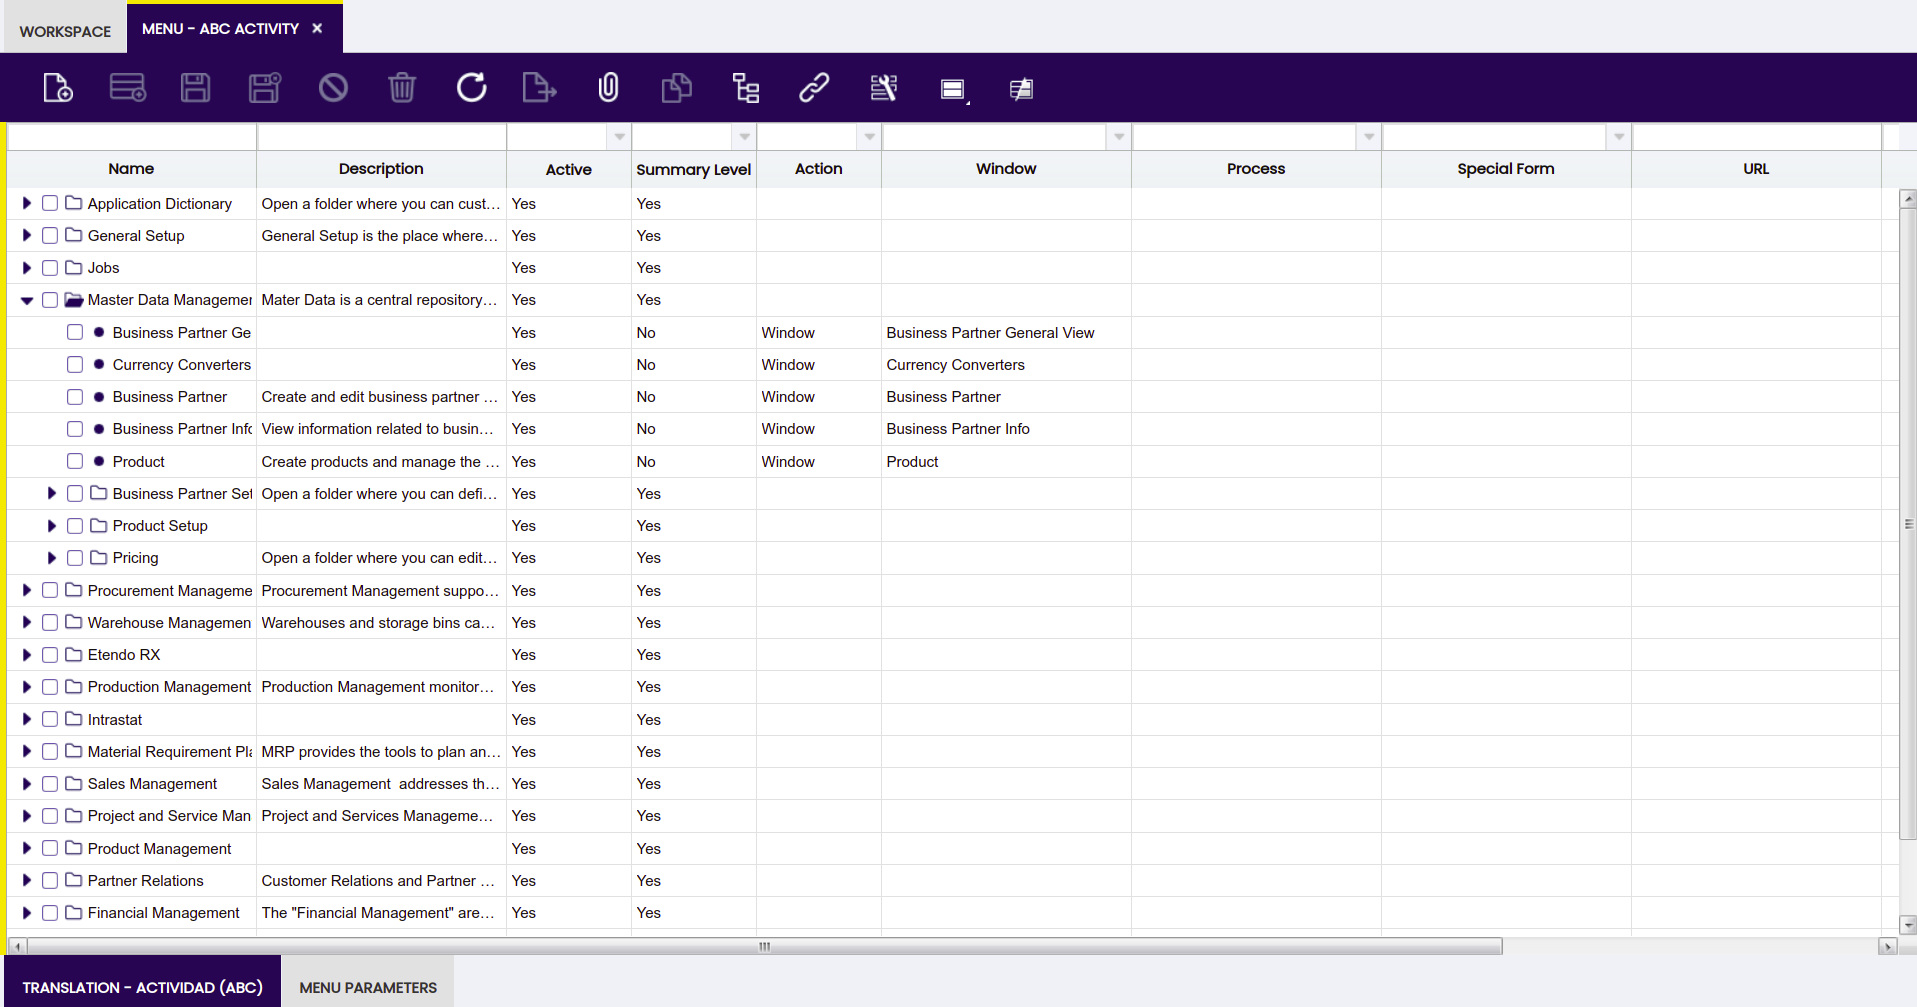 WORKSPACE MENU - ABC ACTIVITY ×
Name Description Active Summary Level Action Window Process Special Form URL
Application Dictionary Open a folder where you can cust... Yes Yes
General Setup General Setup is the place where... Yes Yes
Jobs Yes Yes
Master Data Managemen Mater Data is a central repository... Yes Yes
Business Partner Ge Yes No Window Business Partner General View
Currency Converters Yes No Window Currency Converters
Business Partner Create and edit business partner ... Yes No Window Business Partner
Business Partner Info View information related to busin... Yes No Window Business Partner Info
Product Create products and manage the ... Yes No Window Product
Business Partner Set Open a folder where you can defi... Yes Yes
Product Setup Yes Yes
Pricing Open a folder where you can edit... Yes Yes
Procurement Manageme Procurement Management suppo... Yes Yes
Warehouse Managemen Warehouses and storage bins ca... Yes Yes
Etendo RX Yes Yes
Production Management Production Management monitor... Yes Yes
Intrastat Yes Yes
Material Requirement Pla MRP provides the tools to plan an... Yes Yes
Sales Management Sales Management  addresses th... Yes Yes
Project and Service Man Project and Services Manageme... Yes Yes
Product Management Yes Yes
Partner Relations Customer Relations and Partner ... Yes Yes
Financial Management The "Financial Management" are... Yes Yes
TRANSLATION - ACTIVIDAD (ABC) MENU PARAMETERS